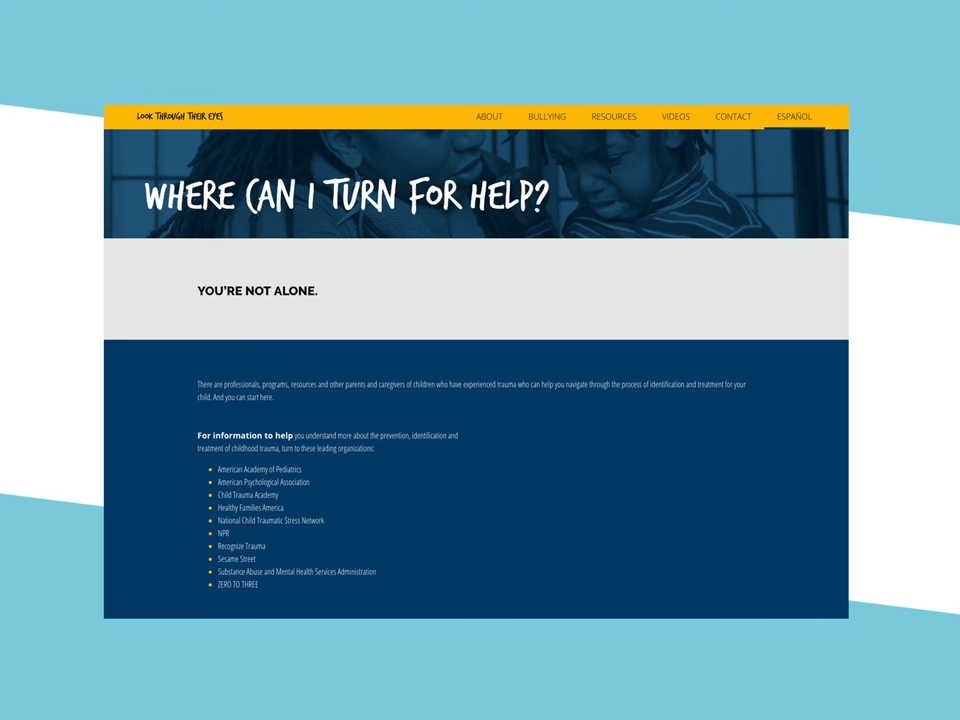 LOOK THROUGH THEIR EYES
ABOUT BULLYING RESOURCES VIDEOS CONTACT ESPAÑOL
WHERE CAN I TURN FOR HELP?
YOU'RE NOT ALONE.
There are professionals, programs, resources and other parents and caregivers of children who have experienced trauma who can help you navigate through the process of identification and treatment for your
child. And you can start here.
For information to help you understand more about the prevention, identification and
treatment of childhood trauma, turn to these leading organizations:
American Academy of Pediatrics
American Psychological Association
Child Trauma Academy
Healthy Families America
National Child Traumatic Stress Network
NPR
Recognize Trauma
Sesame Street
Substance Abuse and Mental Health Services Administration
ZERO TO THREE